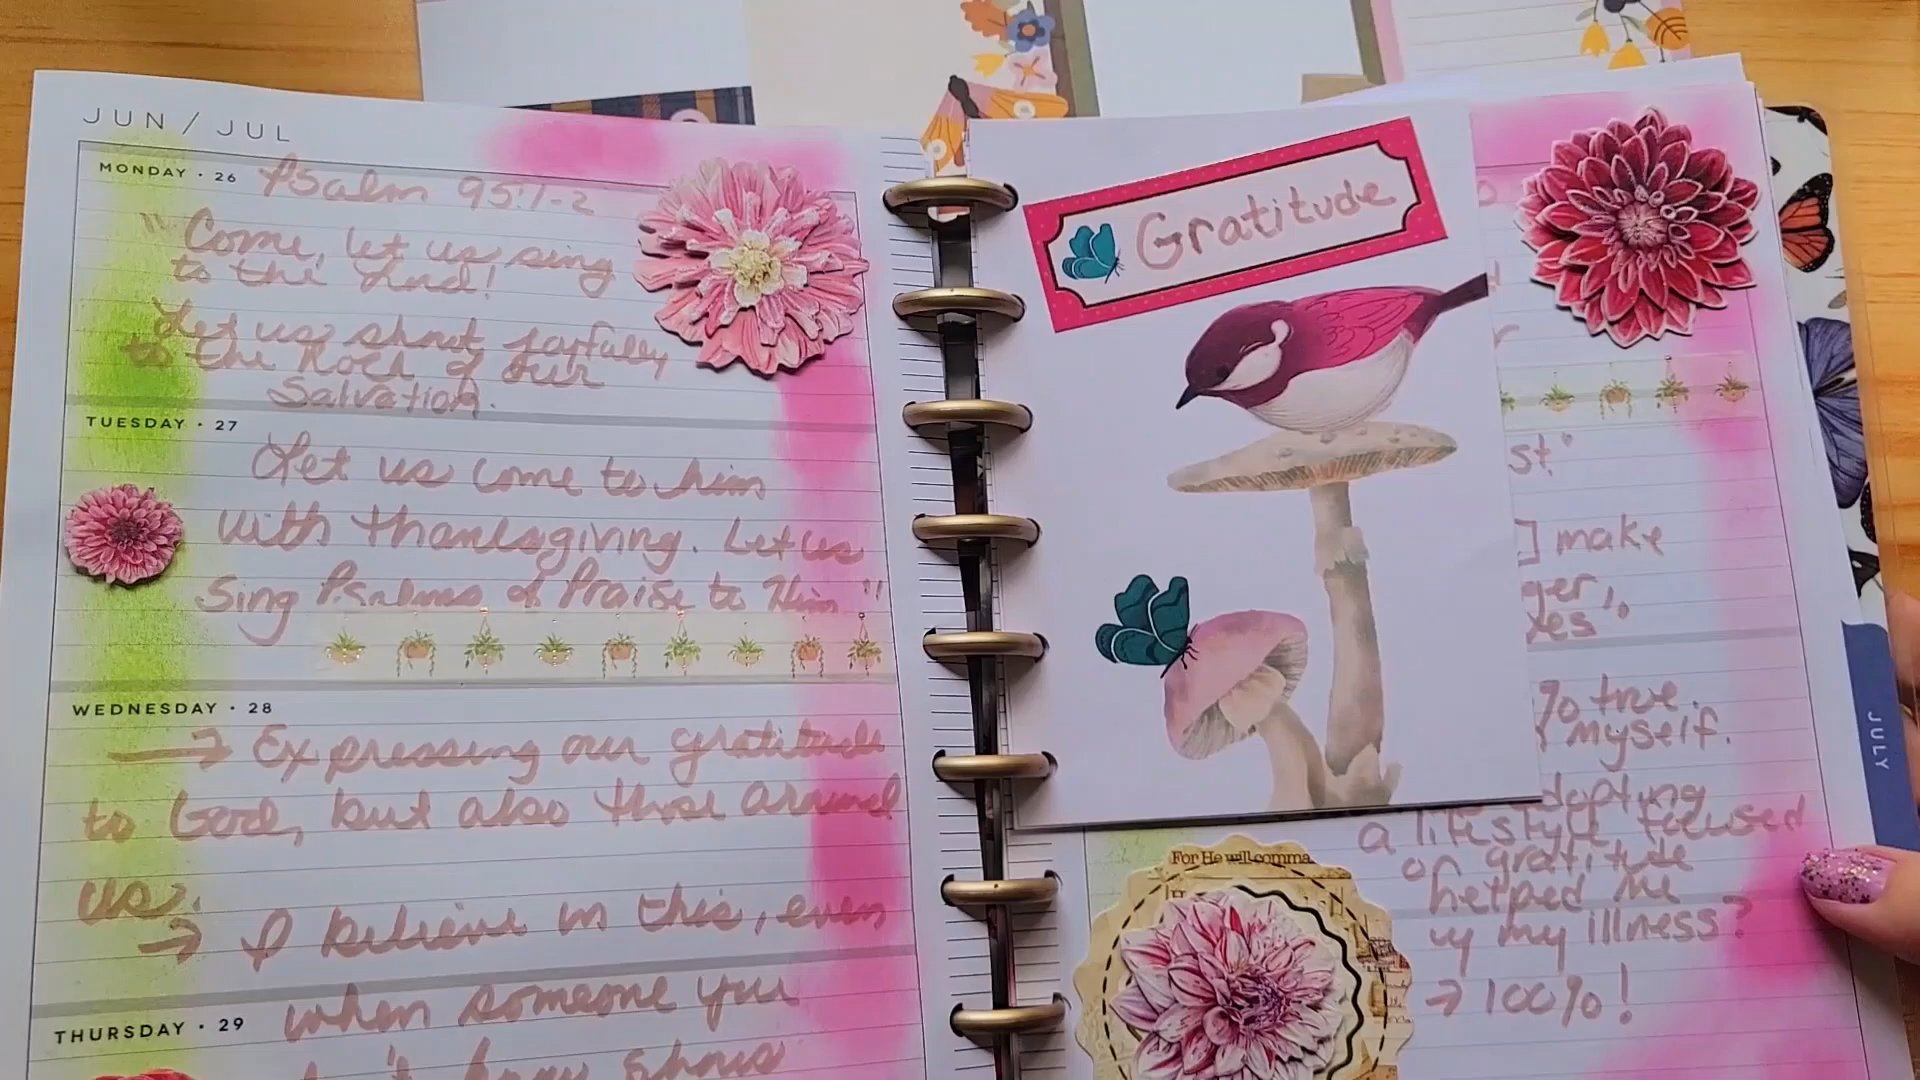 JUN / JUL
MONDAY · 26
Psalm 95:1-2
"Come, let us sing
to the Lord!
Let us shout joyfully
to the Rock of our
Salvation.
TUESDAY · 27
Let us come to him
with thanksgiving. Let us
Sing Psalms of Praise to Him"
WEDNESDAY · 28
→ Expressing our gratitude
to God, but also those around
us.
→ I believe in this, even
THURSDAY · 29
when someone you
Gratitude
st"
] make
ger,
yes
% true
myself.
dopting
a lifestyle focused
on gratitude
helped me
my illness?
→ 100%!
For He will comma
JULY